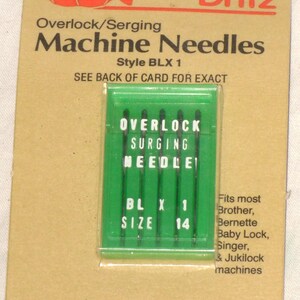 Dritz
Overlock/Serging
Machine Needles
Style BLX 1
SEE BACK OF CARD FOR EXACT
OVERLOCK
SURGING
NEEDLE
BLX 1
SIZE 14
Fits most
Brother,
Bernette
Baby Lock,
Singer,
& Jukilock
machines